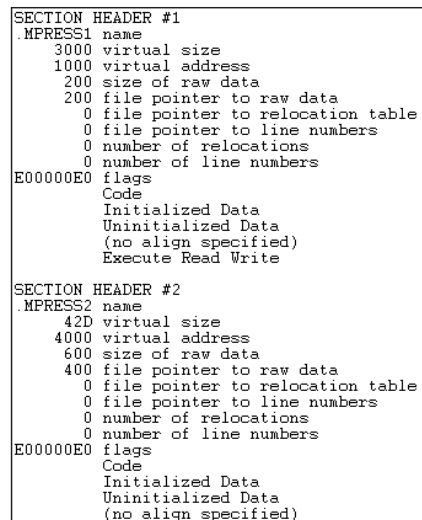 SECTION HEADER #1
.MPRESS1 name
    3000 virtual size
    1000 virtual address
     200 size of raw data
     200 file pointer to raw data
       0 file pointer to relocation table
       0 file pointer to line numbers
       0 number of relocations
       0 number of line numbers
E00000E0 flags
         Code
         Initialized Data
         Uninitialized Data
         (no align specified)
         Execute Read Write

SECTION HEADER #2
.MPRESS2 name
     42D virtual size
    4000 virtual address
     600 size of raw data
     400 file pointer to raw data
       0 file pointer to relocation table
       0 file pointer to line numbers
       0 number of relocations
       0 number of line numbers
E00000E0 flags
         Code
         Initialized Data
         Uninitialized Data
         (no align specified)